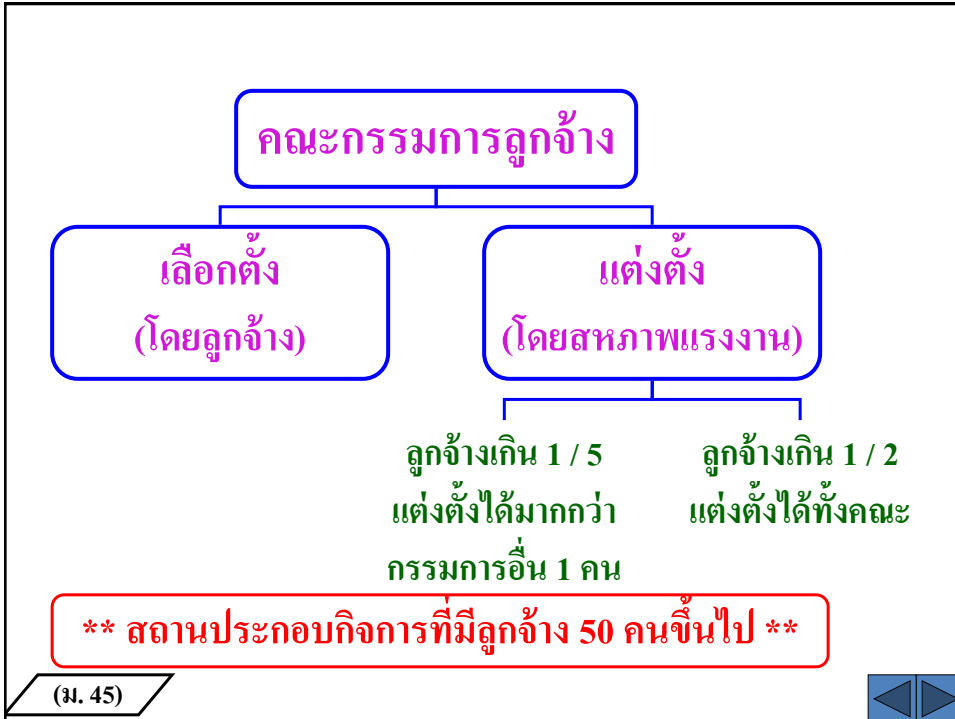 คณะกรรมการลูกจ้าง
เลือกตั้ง
(โดยลูกจ้าง)
แต่งตั้ง
(โดยสหภาพแรงงาน)
ลูกจ้างเกิน 1 / 5
แต่งตั้งได้มากกว่า
กรรมการอื่น 1 คน
ลูกจ้างเกิน 1 / 2
แต่งตั้งได้ทั้งคณะ
** สถานประกอบกิจการที่มีลูกจ้าง 50 คนขึ้นไป **
(ม. 45)